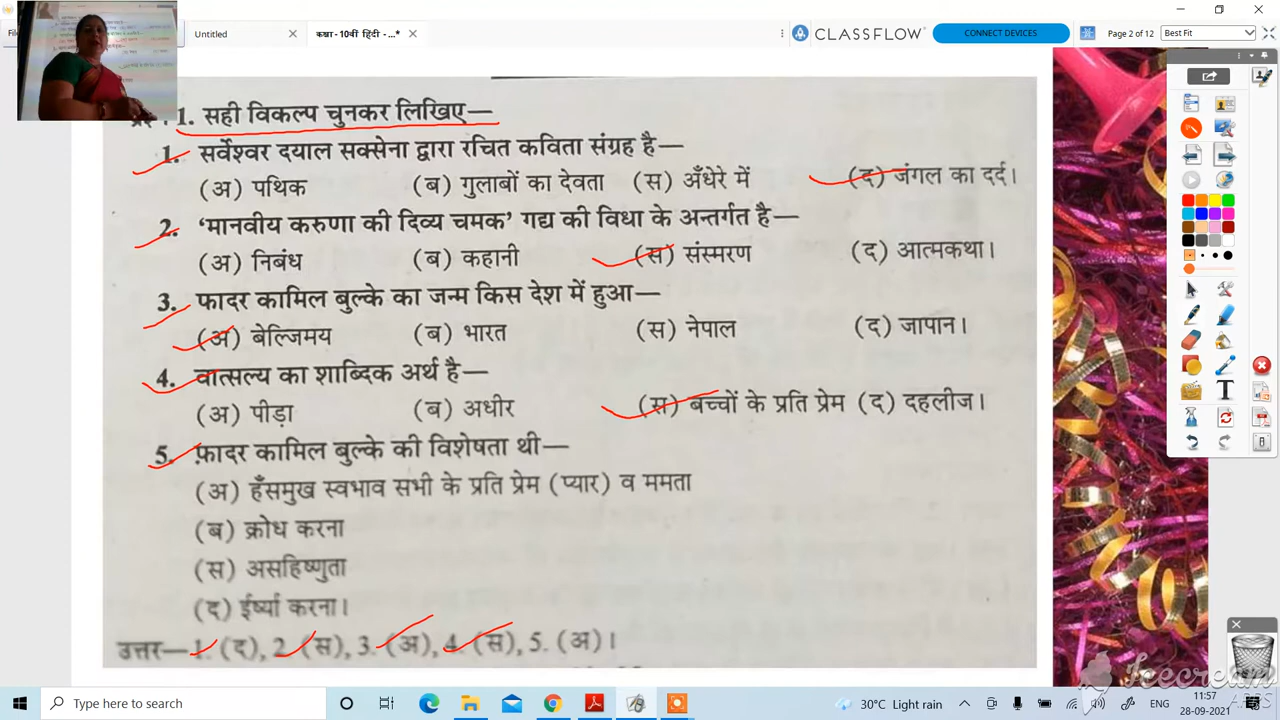 Untitled
कक्षा - 10वीं हिंदी - ...*
CLASSFLOW
CONNECT DEVICES
Page 2 of 12
Best Fit
1. सही विकल्प चुनकर लिखिए—
1. सर्वेश्वर दयाल सक्सेना द्वारा रचित कविता संग्रह है—
(अ) पथिक (ब) गुलाबों का देवता (स) अँधेरे में (द) जंगल का दर्द।
2. ‘मानवीय करुणा की दिव्य चमक’ गद्य की विधा के अन्तर्गत है—
(अ) निबंध (ब) कहानी (स) संस्मरण (द) आत्मकथा।
3. फादर कामिल बुल्के का जन्म किस देश में हुआ—
(अ) बेल्जिमय (ब) भारत (स) नेपाल (द) जापान।
4. वात्सल्य का शाब्दिक अर्थ है—
(अ) पीड़ा (ब) अधीर (स) बच्चों के प्रति प्रेम (द) दहलीज।
5. फ़ादर कामिल बुल्के की विशेषता थी—
(अ) हँसमुख स्वभाव सभी के प्रति प्रेम (प्यार) व ममता
(ब) क्रोध करना
(स) असहिष्णुता
(द) ईर्ष्या करना।
उत्तर—1. (द), 2. (स), 3. (अ), 4. (स), 5. (अ)।
Icecream
APPS
Type here to search
30°C Light rain
11:57
28-09-2021